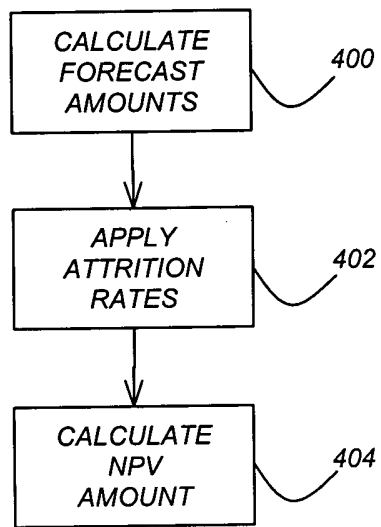 CALCULATE
FORECAST
AMOUNTS
400
APPLY
ATTRITION
RATES
402
CALCULATE
NPV
AMOUNT
404